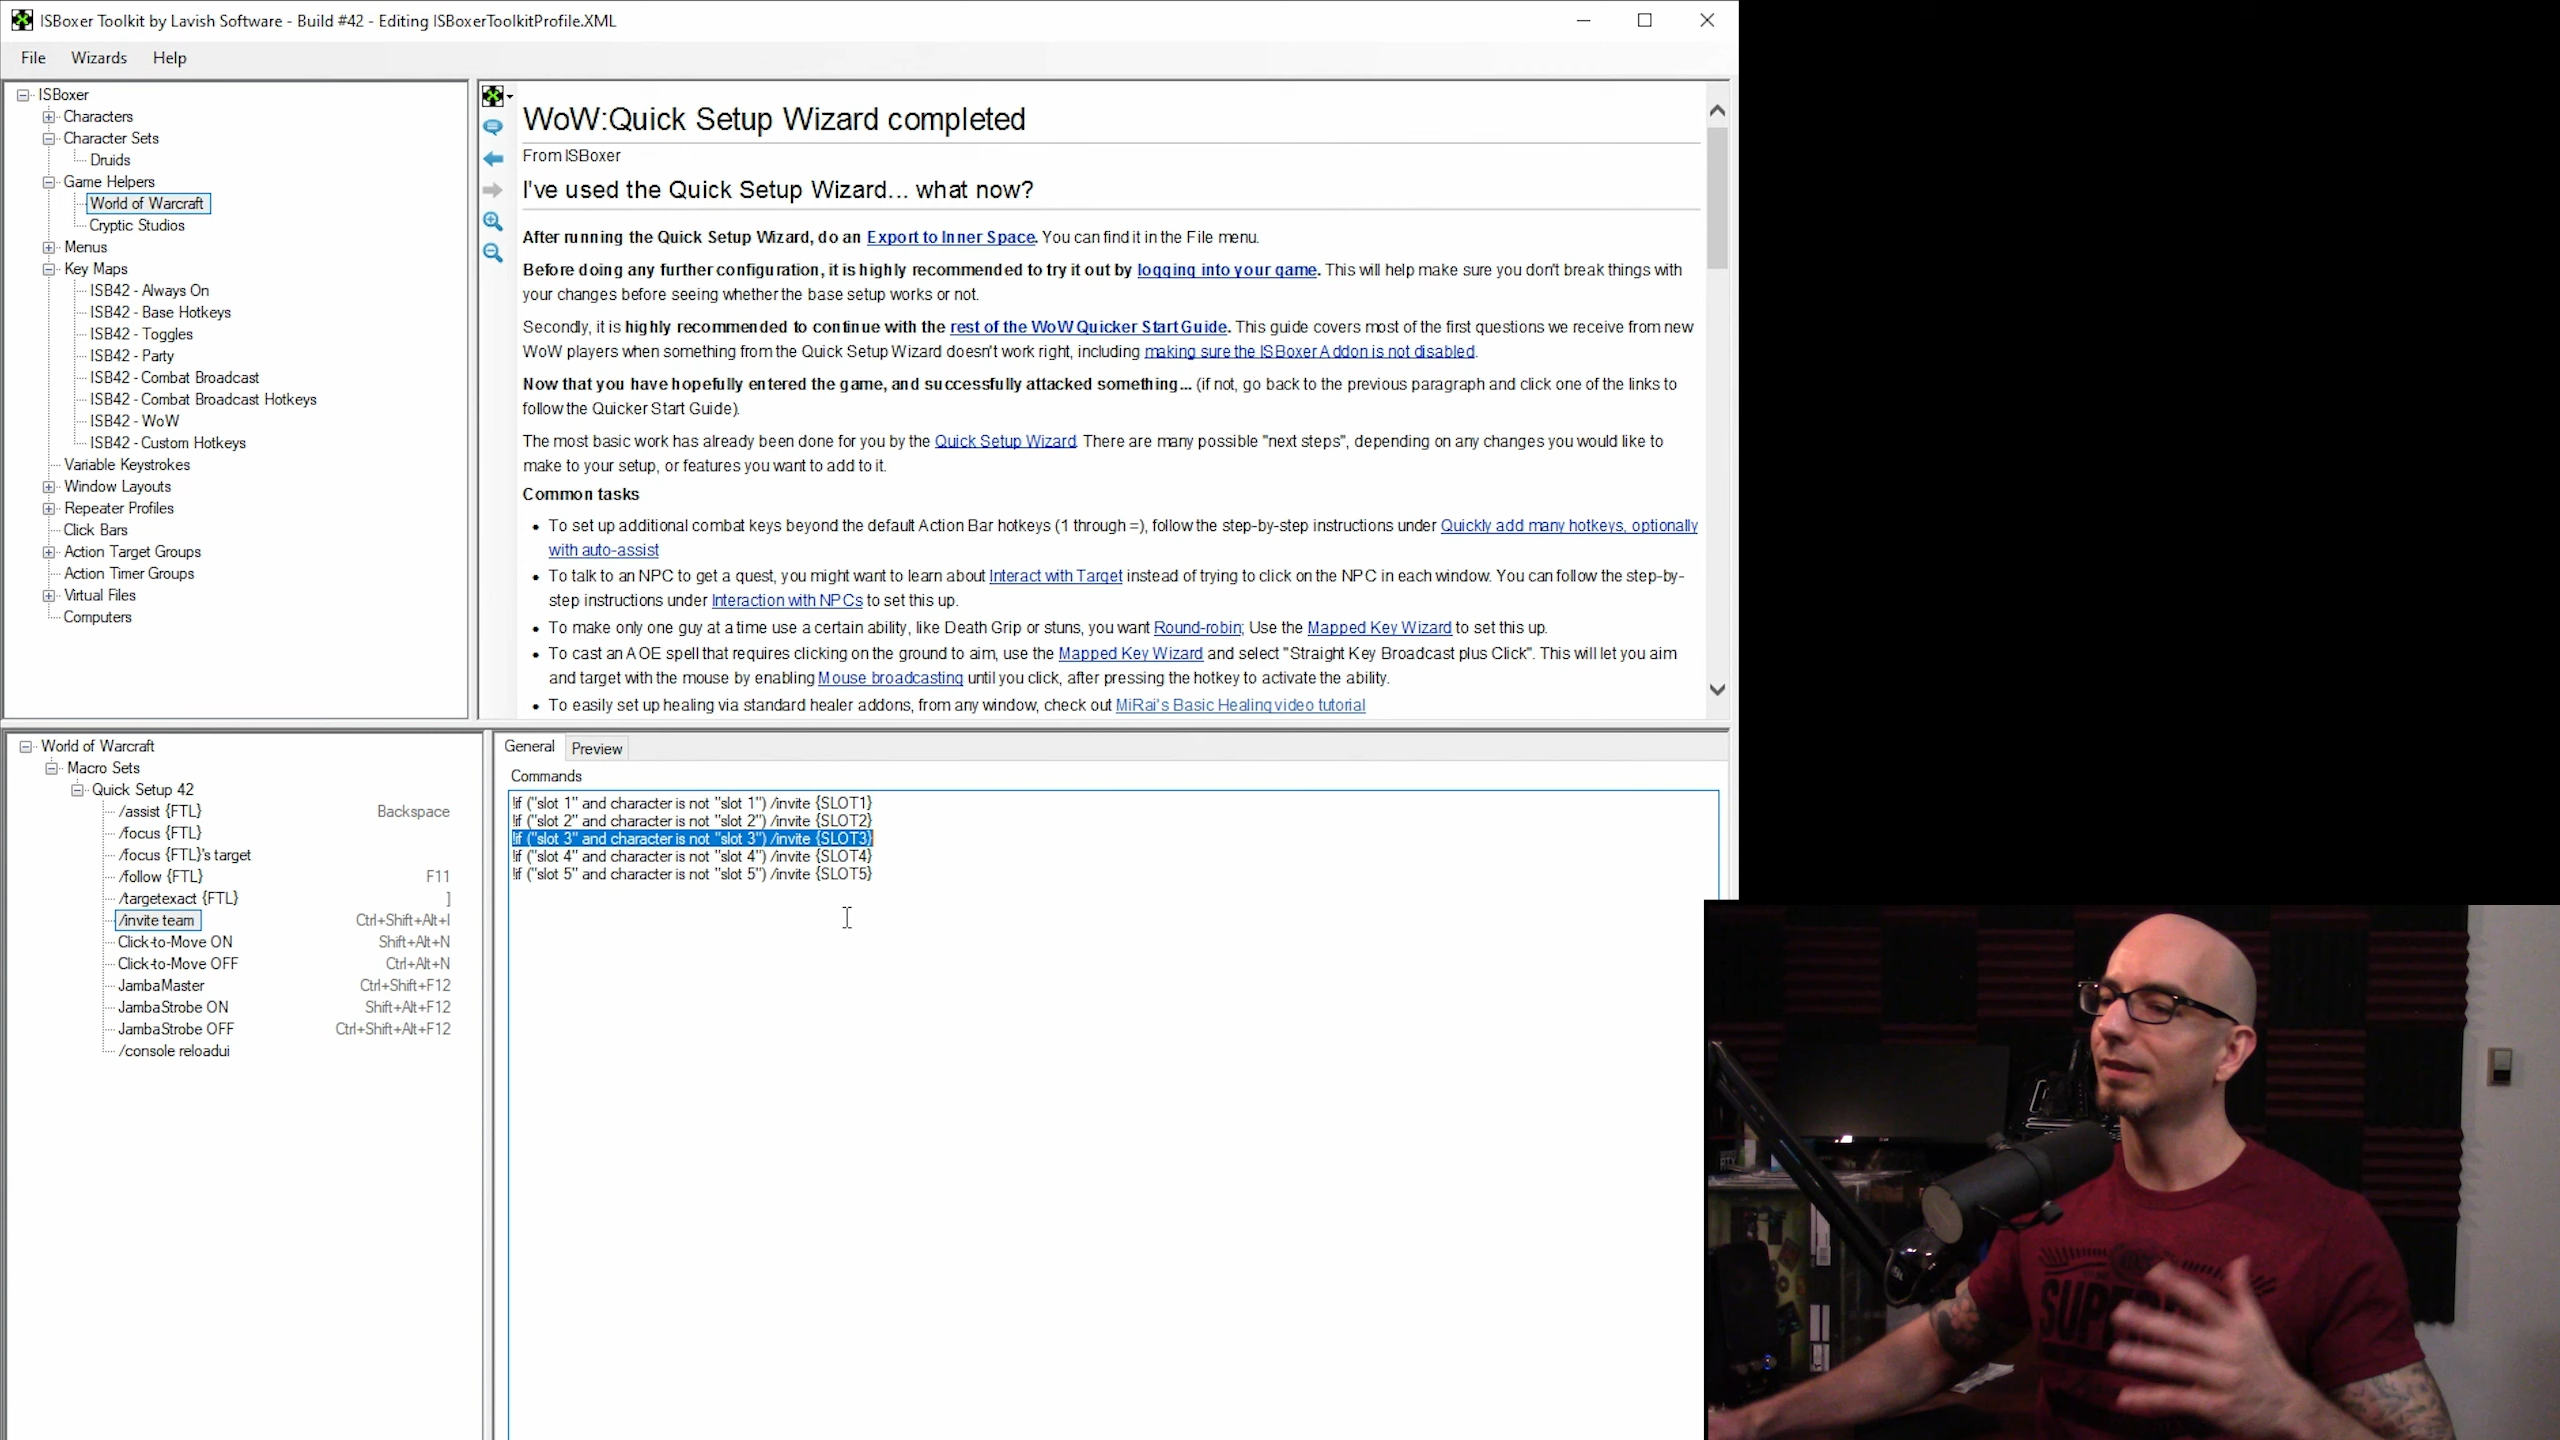 ISBoxer Toolkit by Lavish Software - Build #42 - Editing ISBoxerToolkitProfile.XML
File Wizards Help
ISBoxer
Characters
Character Sets
Druids
Game Helpers
World of Warcraft
Cryptic Studios
Menus
Key Maps
ISB42 - Always On
ISB42 - Base Hotkeys
ISB42 - Toggles
ISB42 - Party
ISB42 - Combat Broadcast
ISB42 - Combat Broadcast Hotkeys
ISB42 - WoW
ISB42 - Custom Hotkeys
Variable Keystrokes
Window Layouts
Repeater Profiles
Click Bars
Action Target Groups
Action Timer Groups
Virtual Files
Computers
WoW:Quick Setup Wizard completed
From ISBoxer
I've used the Quick Setup Wizard... what now?
After running the Quick Setup Wizard, do an Export to Inner Space. You can find it in the File menu.
Before doing any further configuration, it is highly recommended to try it out by logging into your game. This will help make sure you don't break things with
your changes before seeing whether the base setup works or not.
Secondly, it is highly recommended to continue with the rest of the WoW Quicker Start Guide. This guide covers most of the first questions we receive from new
WoW players when something from the Quick Setup Wizard doesn't work right, including making sure the ISBoxer Addon is not disabled.
Now that you have hopefully entered the game, and successfully attacked something... (if not, go back to the previous paragraph and click one of the links to
follow the Quicker Start Guide).
The most basic work has already been done for you by the Quick Setup Wizard. There are many possible "next steps", depending on any changes you would like to
make to your setup, or features you want to add to it.
Common tasks
To set up additional combat keys beyond the default Action Bar hotkeys (1 through =), follow the step-by-step instructions under Quickly add many hotkeys, optionally
with auto-assist
To talk to an NPC to get a quest, you might want to learn about Interact with Target instead of trying to click on the NPC in each window. You can follow the step-by-
step instructions under Interaction with NPCs to set this up.
To make only one guy at a time use a certain ability, like Death Grip or stuns, you want Round-robin; Use the Mapped Key Wizard to set this up.
To cast an AOE spell that requires clicking on the ground to aim, use the Mapped Key Wizard and select "Straight Key Broadcast plus Click". This will let you aim
and target with the mouse by enabling Mouse broadcasting until you click, after pressing the hotkey to activate the ability.
To easily set up healing via standard healer addons, from any window, check out MiRai's Basic Healing video tutorial
World of Warcraft
Macro Sets
Quick Setup 42
/assist {FTL} Backspace
/focus {FTL}
/focus {FTL}'s target
/follow {FTL} F11
/targetexact {FTL} ]
/invite team Ctrl+Shift+Alt+I
Click-to-Move ON Shift+Alt+N
Click-to-Move OFF Ctrl+Alt+N
JambaMaster Ctrl+Shift+F12
JambaStrobe ON Shift+Alt+F12
JambaStrobe OFF Ctrl+Shift+Alt+F12
/console reloadui
General Preview
Commands
!if ("slot 1" and character is not "slot 1") /invite {SLOT1}
!if ("slot 2" and character is not "slot 2") /invite {SLOT2}
!if ("slot 3" and character is not "slot 3") /invite {SLOT3}
!if ("slot 4" and character is not "slot 4") /invite {SLOT4}
!if ("slot 5" and character is not "slot 5") /invite {SLOT5}